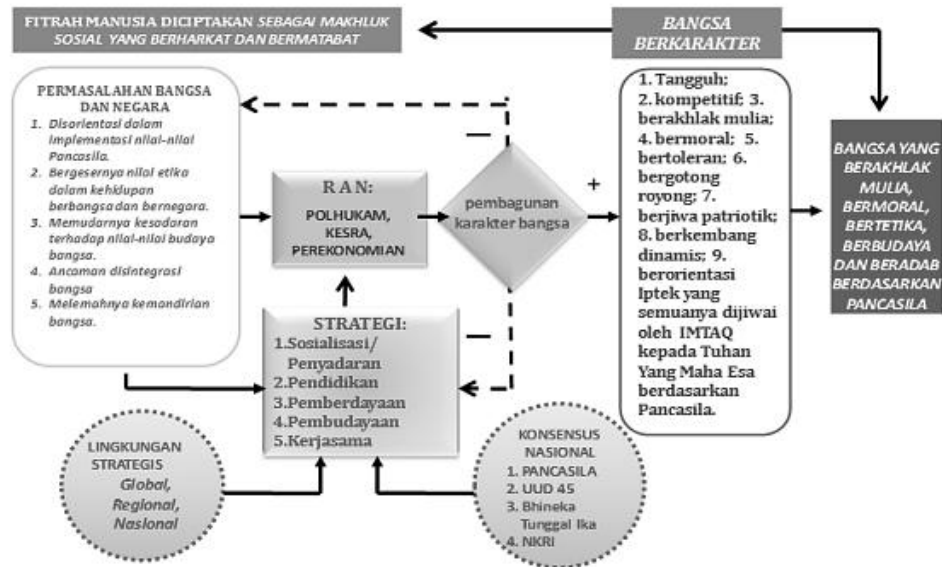 FITRAH MANUSIA DICIPTAKAN SEBAGAI MAKHLUK
SOSIAL YANG BERHARKAT DAN BERMATABAT
BANGSA
BERKARAKTER
PERMASALAHAN BANGSA
DAN NEGARA
1. Disorientasi dalam
implementasi nilai-nilai
Pancasila.
2. Bergesernya nilai etika
dalam kehidupan
berbangsa dan bernegara.
3. Memudarnya kesadaran
terhadap nilai-nilai budaya
bangsa.
4. Ancaman disintegrasi
bangsa
5. Melemahnya kemandirian
bangsa.
R A N:
POLHUKAM,
KESRA,
PEREKONOMIAN
STRATEGI:
1.Sosialisasi/
Penyadaran
2.Pendidikan
3.Pemberdayaan
4.Pembudayaan
5.Kerjasama
—
pembagunan
karakter bangsa
+
—
1. Tangguh;
2. kompetitif; 3.
berakhlak mulia;
4. bermoral; 5.
bertoleran; 6.
bergotong
royong; 7.
berjiwa patriotik;
8. berkembang
dinamis; 9.
berorientasi
Iptek yang
semuanya dijiwai
oleh IMTAQ
kepada Tuhan
Yang Maha Esa
berdasarkan
Pancasila.
BANGSA YANG
BERAKHLAK
MULIA,
BERMORAL,
BERTETIKA,
BERBUDAYA
DAN BERADAB
BERDASARKAN
PANCASILA
LINGKUNGAN
STRATEGIS
Global,
Regional,
Nasional
KONSENSUS
NASIONAL
1. PANCASILA
2. UUD 45
3. Bhineka
Tunggal Ika
4. NKRI